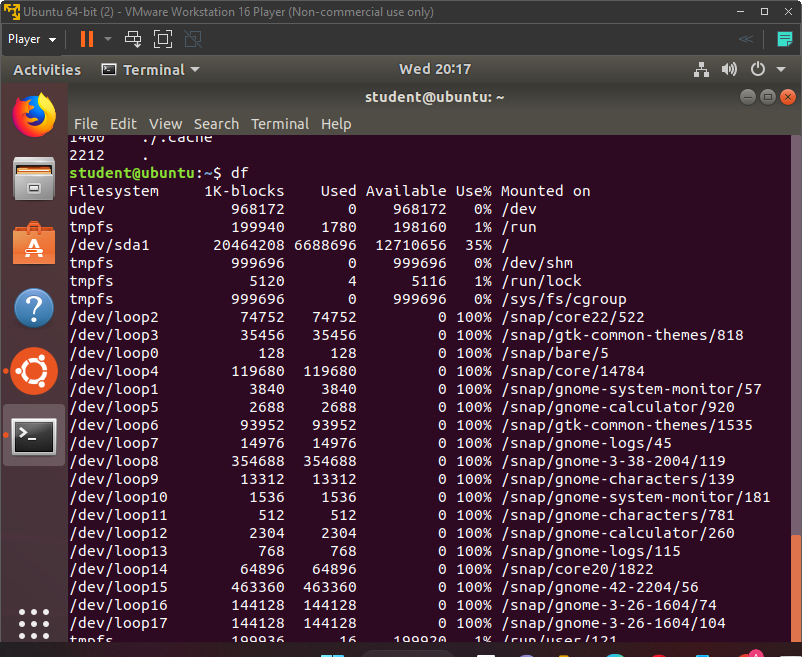 Ubuntu 64-bit (2) - VMware Workstation 16 Player (Non-commercial use only)
Player
Activities Terminal Wed 20:17
student@ubuntu: ~
File Edit View Search Terminal Help
1400 ./.cache
2212 .
student@ubuntu:~$ df
Filesystem 1K-blocks Used Available Use% Mounted on
udev 968172 0 968172 0% /dev
tmpfs 199940 1780 198160 1% /run
/dev/sda1 20464208 6688696 12710656 35% /
tmpfs 999696 0 999696 0% /dev/shm
tmpfs 5120 4 5116 1% /run/lock
tmpfs 999696 0 999696 0% /sys/fs/cgroup
/dev/loop2 74752 74752 0 100% /snap/core22/522
/dev/loop3 35456 35456 0 100% /snap/gtk-common-themes/818
/dev/loop0 128 128 0 100% /snap/bare/5
/dev/loop4 119680 119680 0 100% /snap/core/14784
/dev/loop1 3840 3840 0 100% /snap/gnome-system-monitor/57
/dev/loop5 2688 2688 0 100% /snap/gnome-calculator/920
/dev/loop6 93952 93952 0 100% /snap/gtk-common-themes/1535
/dev/loop7 14976 14976 0 100% /snap/gnome-logs/45
/dev/loop8 354688 354688 0 100% /snap/gnome-3-38-2004/119
/dev/loop9 13312 13312 0 100% /snap/gnome-characters/139
/dev/loop10 1536 1536 0 100% /snap/gnome-system-monitor/181
/dev/loop11 512 512 0 100% /snap/gnome-characters/781
/dev/loop12 2304 2304 0 100% /snap/gnome-calculator/260
/dev/loop13 768 768 0 100% /snap/gnome-logs/115
/dev/loop14 64896 64896 0 100% /snap/core20/1822
/dev/loop15 463360 463360 0 100% /snap/gnome-42-2204/56
/dev/loop16 144128 144128 0 100% /snap/gnome-3-26-1604/74
/dev/loop17 144128 144128 0 100% /snap/gnome-3-26-1604/104
tmpfs 199936 16 199920 1% /run/user/121